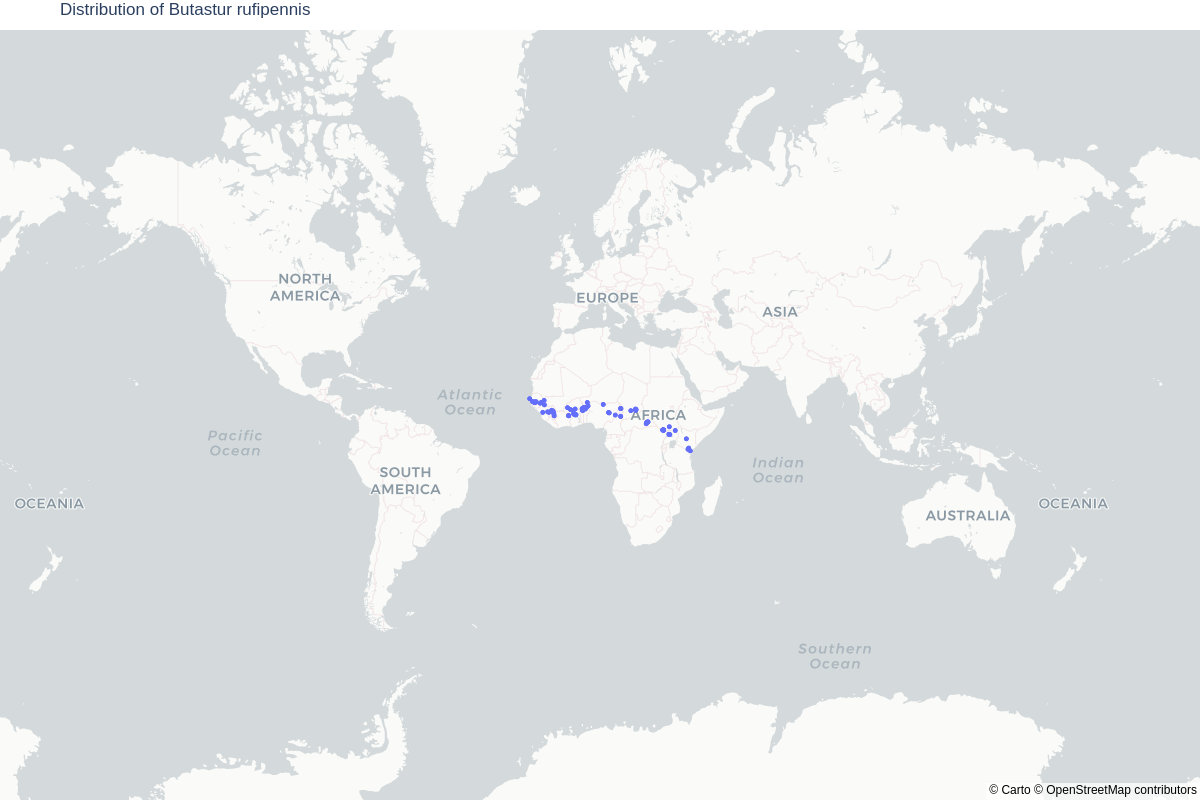 Distribution of Butastur rufipennis
NORTH
AMERICA
EUROPE
ASIA
Atlantic
Ocean
AFRICA
Pacific
Ocean
SOUTH
AMERICA
Indian
Ocean
OCEANIA
AUSTRALIA
OCEANIA
Southern
Ocean
© Carto © OpenStreetMap contributors